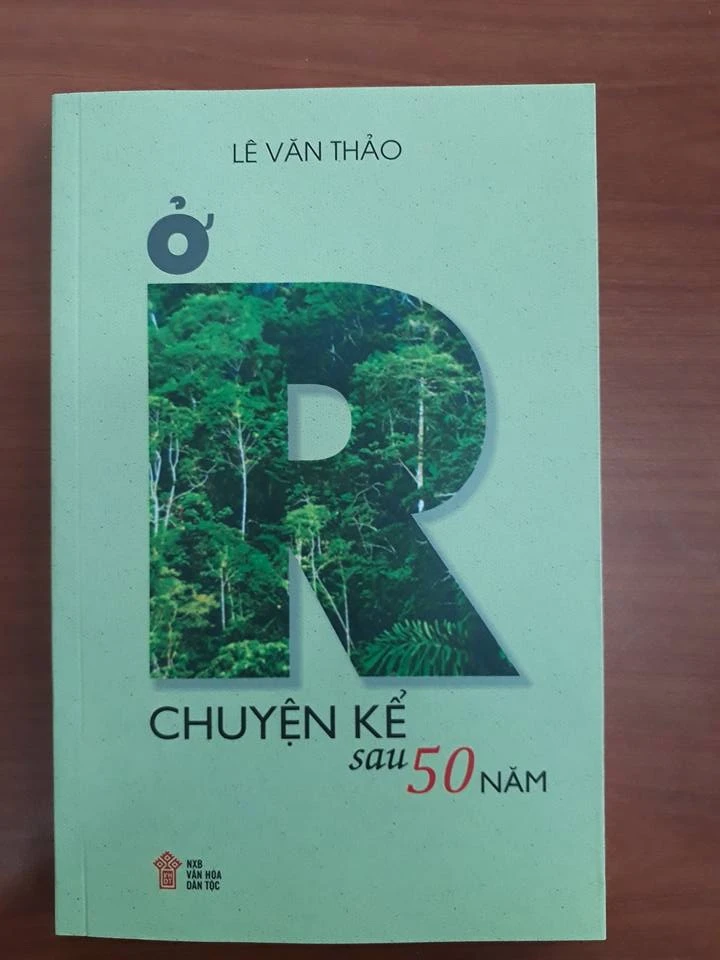 LÊ VĂN THẢO
Ở
R
CHUYỆN KỂ
sau 50 NĂM
NXB
VĂN HÓA
DÂN TỘC